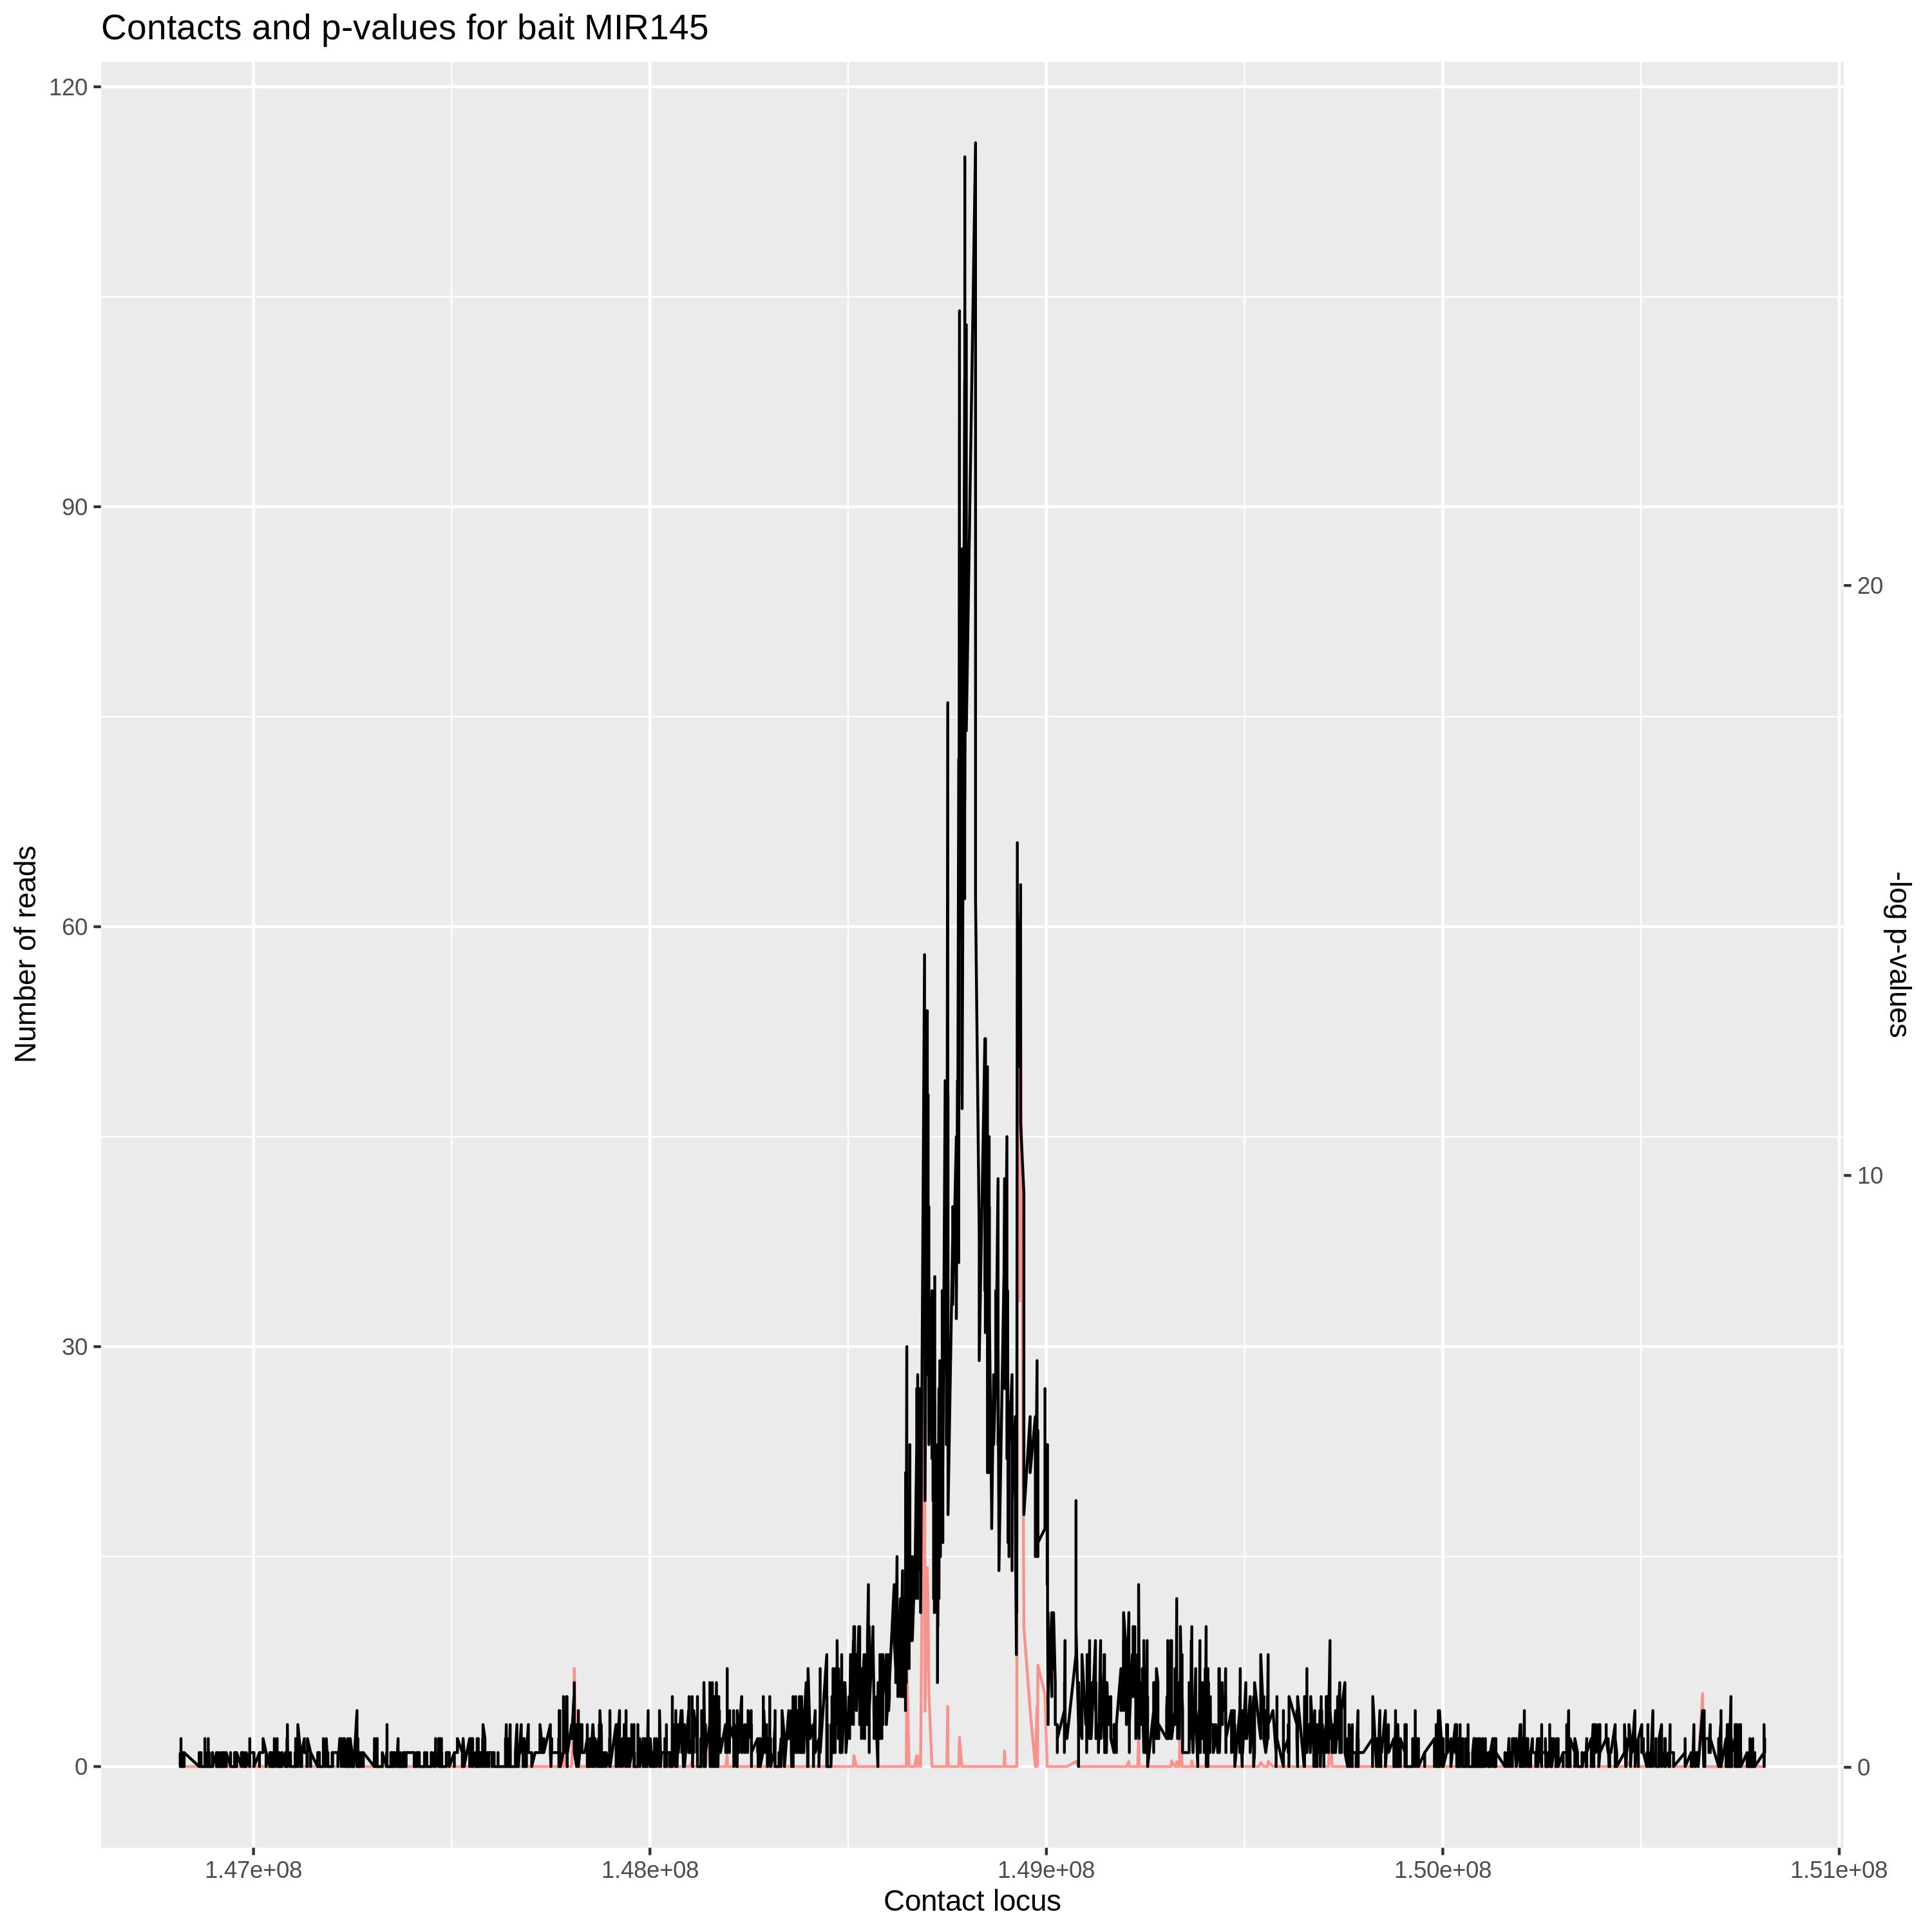 Contacts and p-values for bait MIR145
120
90
60
30
0
Number of reads
20
10
0
-log p-values
1.47e+08 1.48e+08 1.49e+08 1.50e+08 1.51e+08
Contact locus